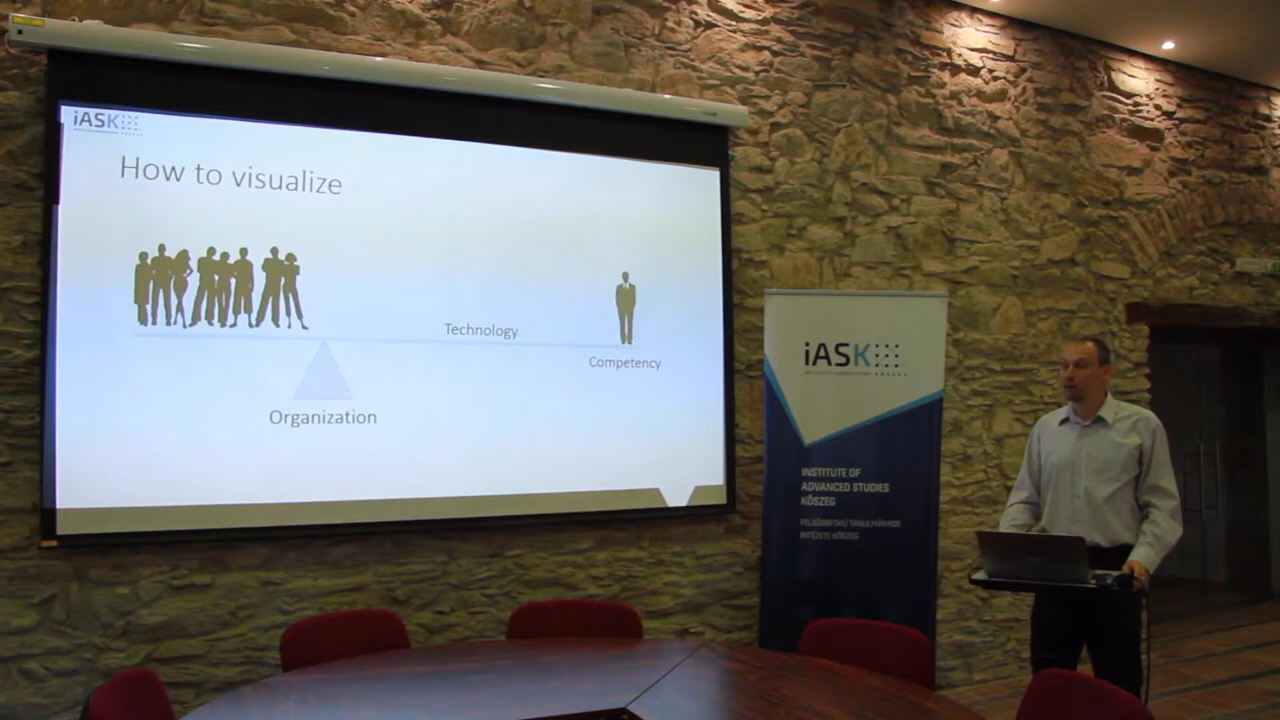 iASK
How to visualize
Technology
Competency
Organization
iASK
INSTITUTE OF
ADVANCED STUDIES
KŐSZEG
FELSŐBBFOKÚ TANULMÁNYOK
INTÉZETE KŐSZEG